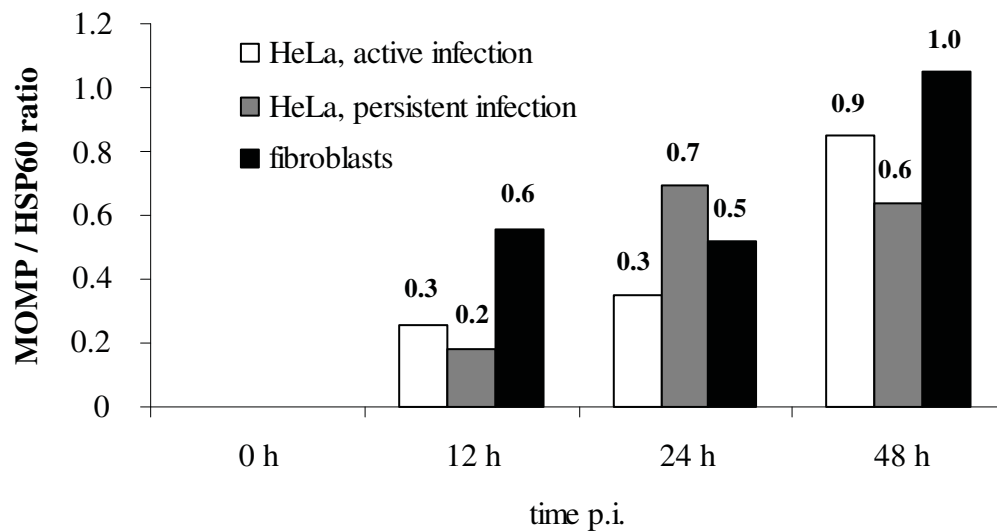 MOMP / HSP60 ratio
1.2
1.0
0.8
0.6
0.4
0.2
0
HeLa, active infection
HeLa, persistent infection
fibroblasts
0.3
0.2
0.6
0.3
0.7
0.5
0.9
0.6
1.0
0 h
12 h
24 h
48 h
time p.i.